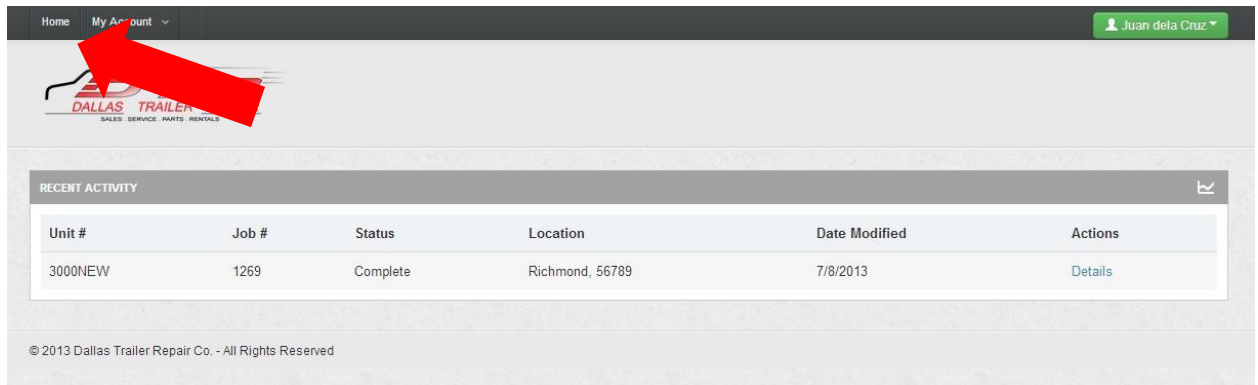 Home My Account
Juan dela Cruz
DALLAS TRAILER
SALES . SERVICE . PARTS . RENTALS
RECENT ACTIVITY
Unit # Job # Status Location Date Modified Actions
3000NEW 1269 Complete Richmond, 56789 7/8/2013 Details
© 2013 Dallas Trailer Repair Co. - All Rights Reserved